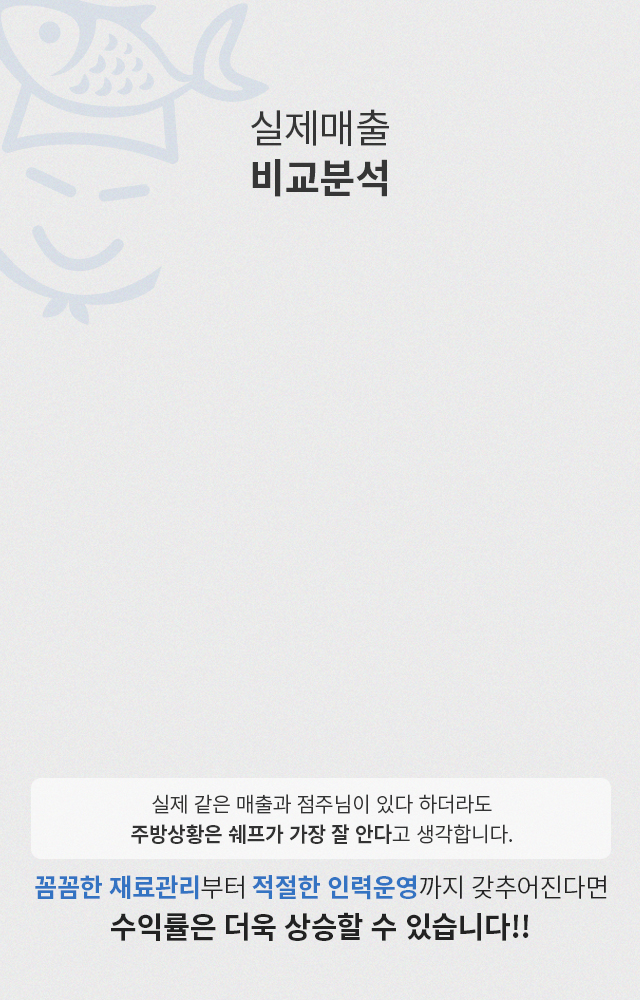 실제매출
비교분석
실제 같은 매출과 점주님이 있다 하더라도
주방상황은 쉐프가 가장 잘 안다고 생각합니다.
꼼꼼한 재료관리부터 적절한 인력운영까지 갖추어진다면
수익률은 더욱 상승할 수 있습니다!!